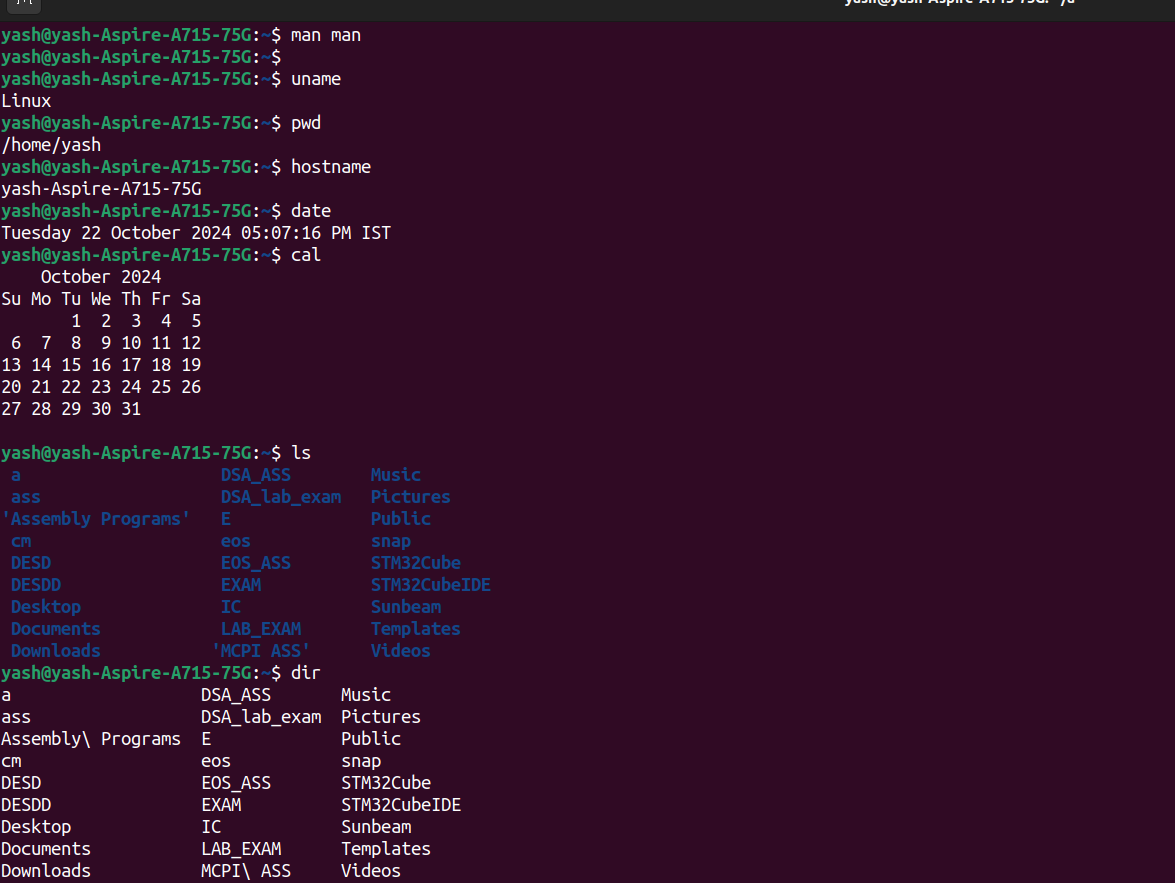 yash@yash-Aspire-A715-75G: ~/a
yash@yash-Aspire-A715-75G:~$ man man
yash@yash-Aspire-A715-75G:~$
yash@yash-Aspire-A715-75G:~$ uname
Linux
yash@yash-Aspire-A715-75G:~$ pwd
/home/yash
yash@yash-Aspire-A715-75G:~$ hostname
yash-Aspire-A715-75G
yash@yash-Aspire-A715-75G:~$ date
Tuesday 22 October 2024 05:07:16 PM IST
yash@yash-Aspire-A715-75G:~$ cal
    October 2024
Su Mo Tu We Th Fr Sa
       1  2  3  4  5
 6  7  8  9 10 11 12
13 14 15 16 17 18 19
20 21 22 23 24 25 26
27 28 29 30 31
yash@yash-Aspire-A715-75G:~$ ls
 a                    DSA_ASS        Music
 ass                  DSA_lab_exam   Pictures
'Assembly Programs'   E              Public
 cm                   eos            snap
 DESD                 EOS_ASS        STM32Cube
 DESDD                EXAM           STM32CubeIDE
 Desktop              IC             Sunbeam
 Documents            LAB_EXAM       Templates
 Downloads           'MCPI ASS'      Videos
yash@yash-Aspire-A715-75G:~$ dir
a                   DSA_ASS       Music
ass                 DSA_lab_exam  Pictures
Assembly\ Programs  E             Public
cm                  eos           snap
DESD                EOS_ASS       STM32Cube
DESDD               EXAM          STM32CubeIDE
Desktop             IC            Sunbeam
Documents           LAB_EXAM      Templates
Downloads           MCPI\ ASS     Videos